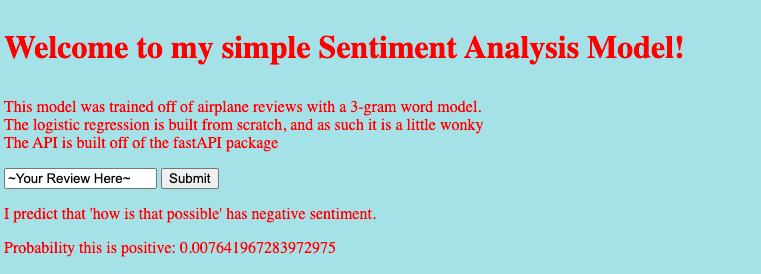 Welcome to my simple Sentiment Analysis Model!
This model was trained off of airplane reviews with a 3-gram word model.
The logistic regression is built from scratch, and as such it is a little wonky
The API is built off of the fastAPI package
~Your Review Here~ Submit
I predict that 'how is that possible' has negative sentiment.
Probability this is positive: 0.007641967283972975